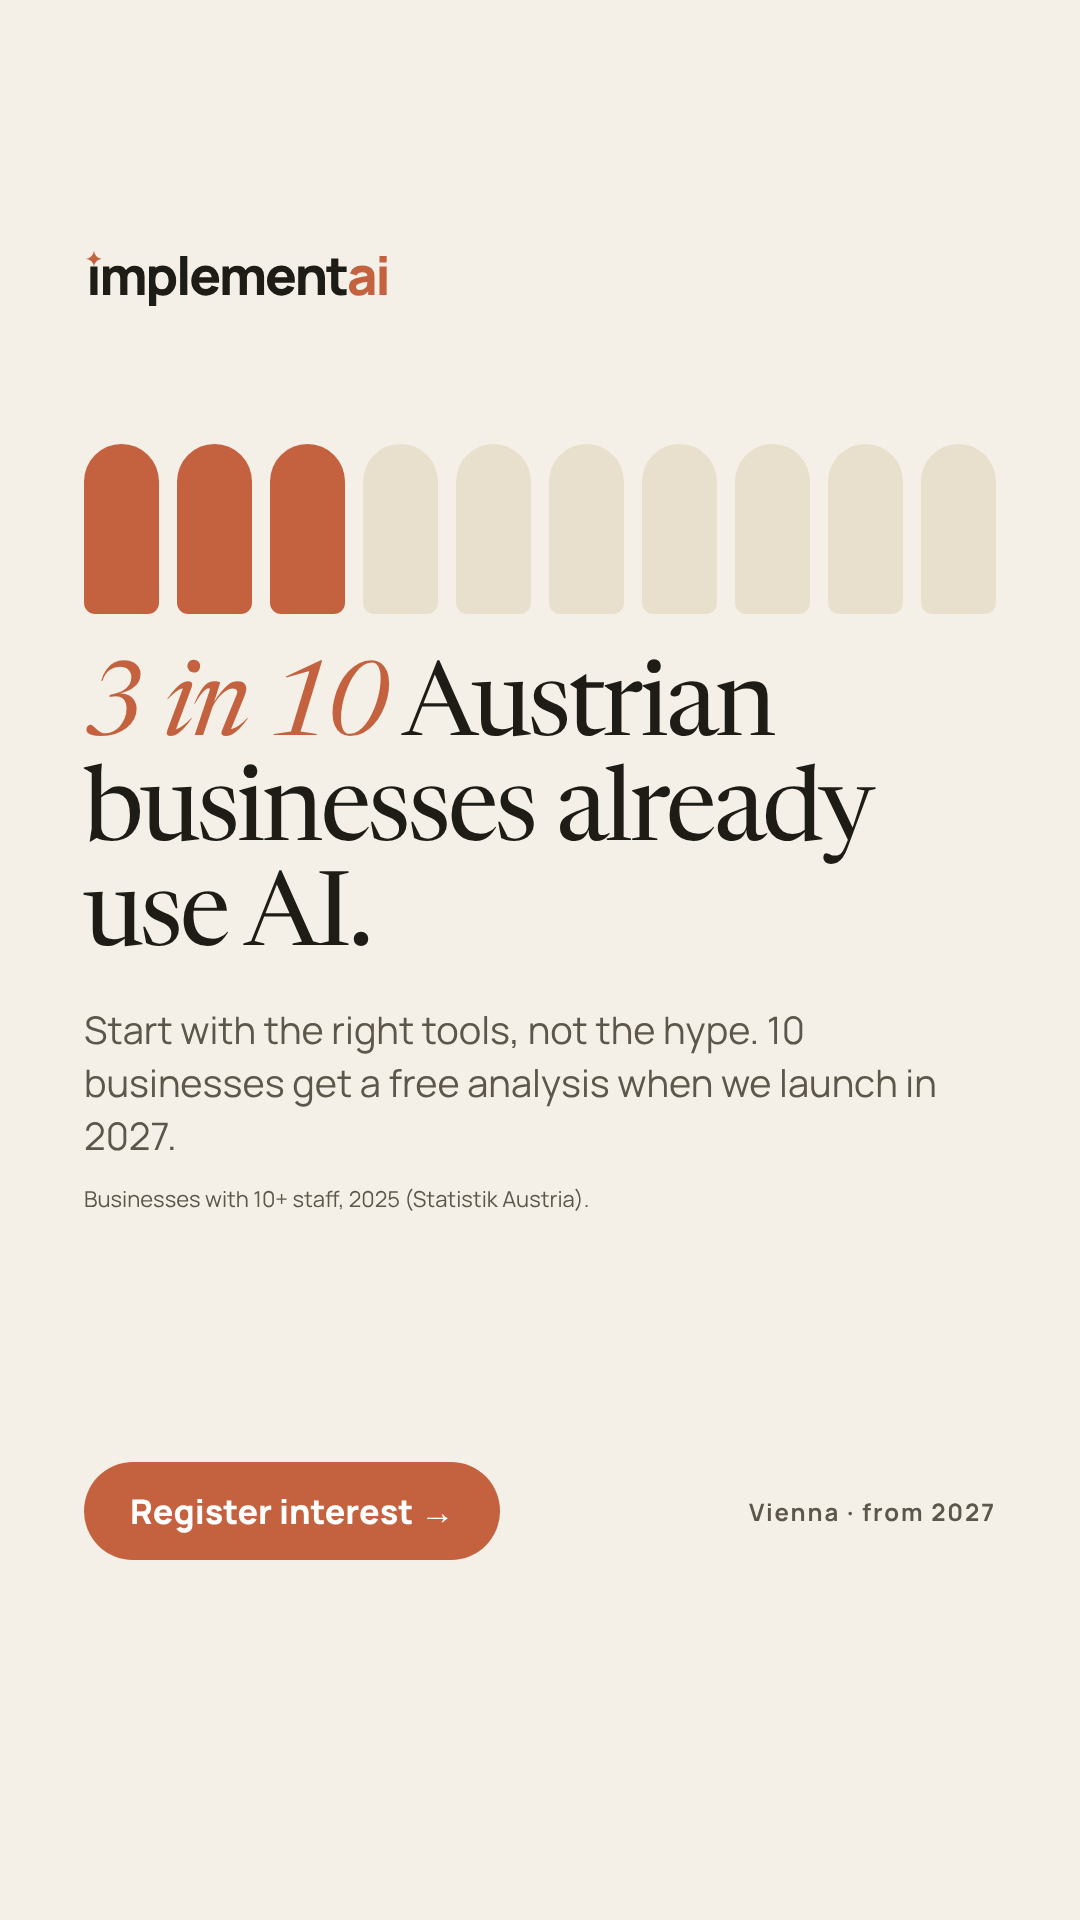 implementai
3 in 10 Austrian
businesses already
use AI.
Start with the right tools, not the hype. 10
businesses get a free analysis when we launch in
2027.
Businesses with 10+ staff, 2025 (Statistik Austria).
Register interest →
Vienna · from 2027